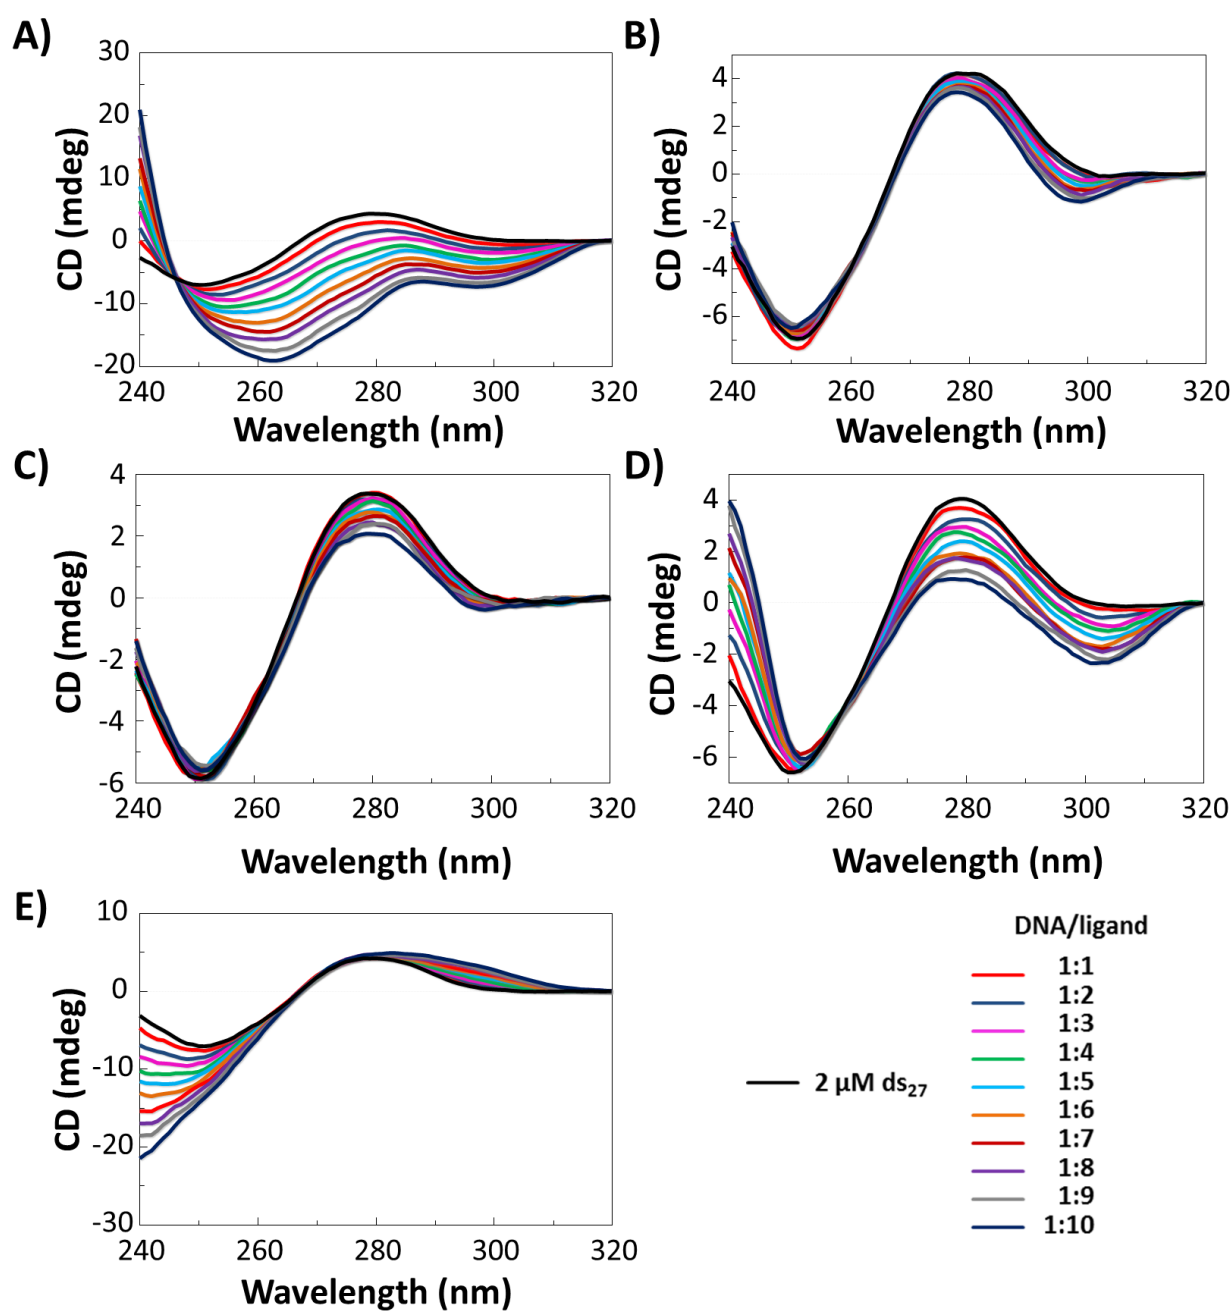 A)
30
20
10
0
-10
-20
CD (mdeg)
240 260 280 300 320
Wavelength (nm)
B)
4
2
0
-2
-4
-6
CD (mdeg)
240 260 280 300 320
Wavelength (nm)
C)
4
2
0
-2
-4
-6
CD (mdeg)
240 260 280 300 320
Wavelength (nm)
D)
4
2
0
-2
-4
-6
CD (mdeg)
240 260 280 300 320
Wavelength (nm)
E)
10
0
-10
-20
-30
CD (mdeg)
240 260 280 300 320
Wavelength (nm)
2 µM ds₂₇
DNA/ligand
1:1
1:2
1:3
1:4
1:5
1:6
1:7
1:8
1:9
1:10